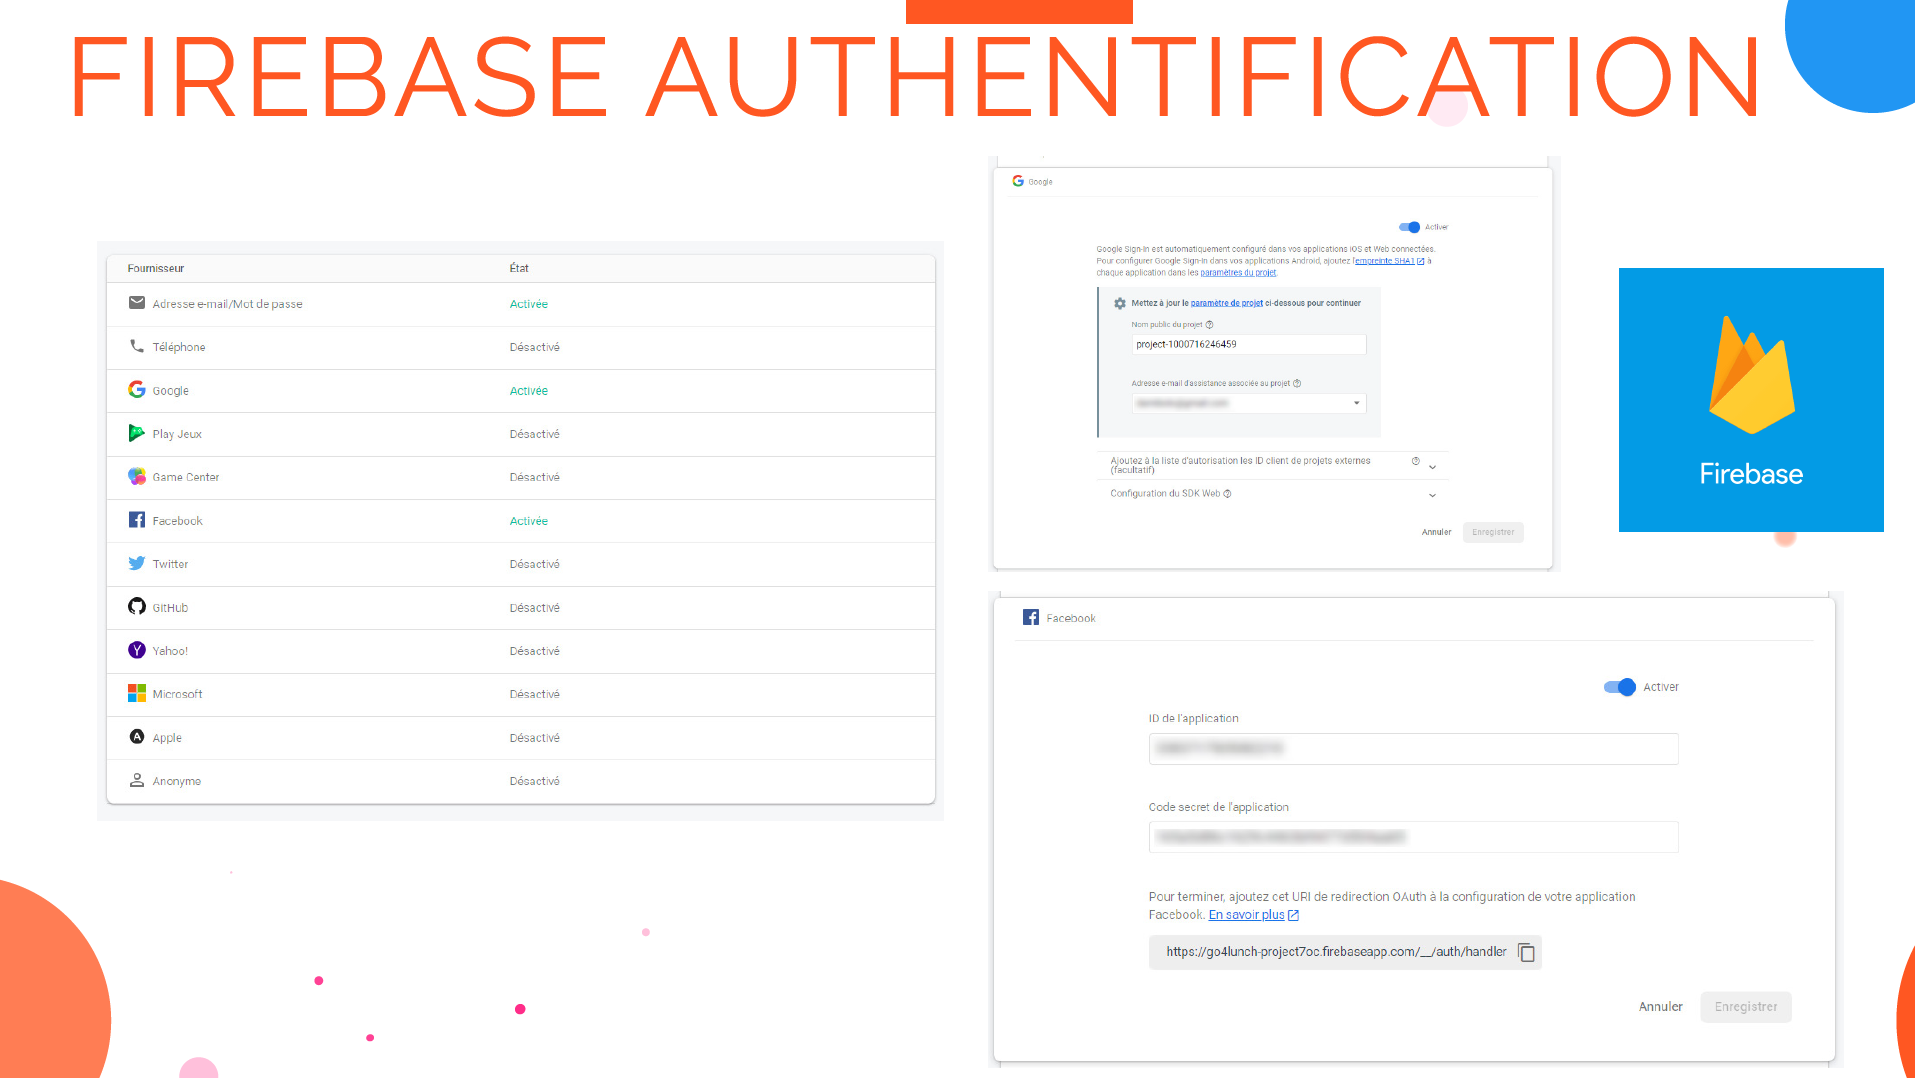 FIREBASE AUTHENTIFICATION
Fournisseur État
Adresse e-mail/Mot de passe Activée
Téléphone Désactivé
Google Activée
Play Jeux Désactivé
Game Center Désactivé
Facebook Activée
Twitter Désactivé
GitHub Désactivé
Yahoo! Désactivé
Microsoft Désactivé
Apple Désactivé
Anonyme Désactivé
Google
Activer
Google Sign-In est automatiquement configuré dans vos applications iOS et Web connectées.
Pour configurer Google Sign-In dans vos applications Android, ajoutez l'empreinte SHA1 à
chaque application dans les paramètres du projet.
Mettez à jour le paramètre de projet ci-dessous pour continuer
Nom public du projet
project-1000716246459
Adresse e-mail d'assistance associée au projet
Ajoutez à la liste d'autorisation les ID client de projets externes
(facultatif)
Configuration du SDK Web
Annuler Enregistrer
Firebase
Facebook
Activer
ID de l'application
Code secret de l'application
Pour terminer, ajoutez cet URI de redirection OAuth à la configuration de votre application
Facebook. En savoir plus
https://go4lunch-project7oc.firebaseapp.com/__/auth/handler
Annuler Enregistrer